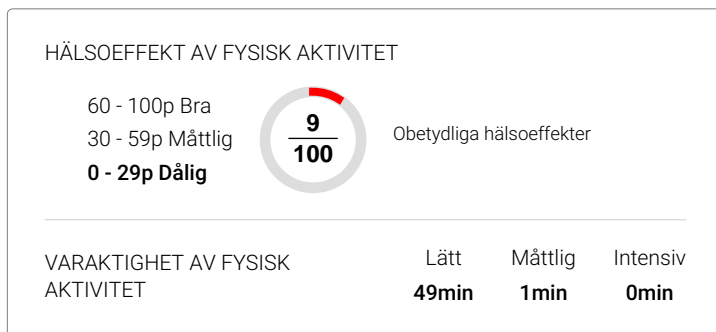 HÄLSOEFFEKT AV FYSISK AKTIVITET
60 - 100p Bra
30 - 59p Måttlig
0 - 29p Dålig
9
100
Obetydliga hälsoeffekter
VARAKTIGHET AV FYSISK
AKTIVITET
Lätt Måttlig Intensiv
49min 1min 0min